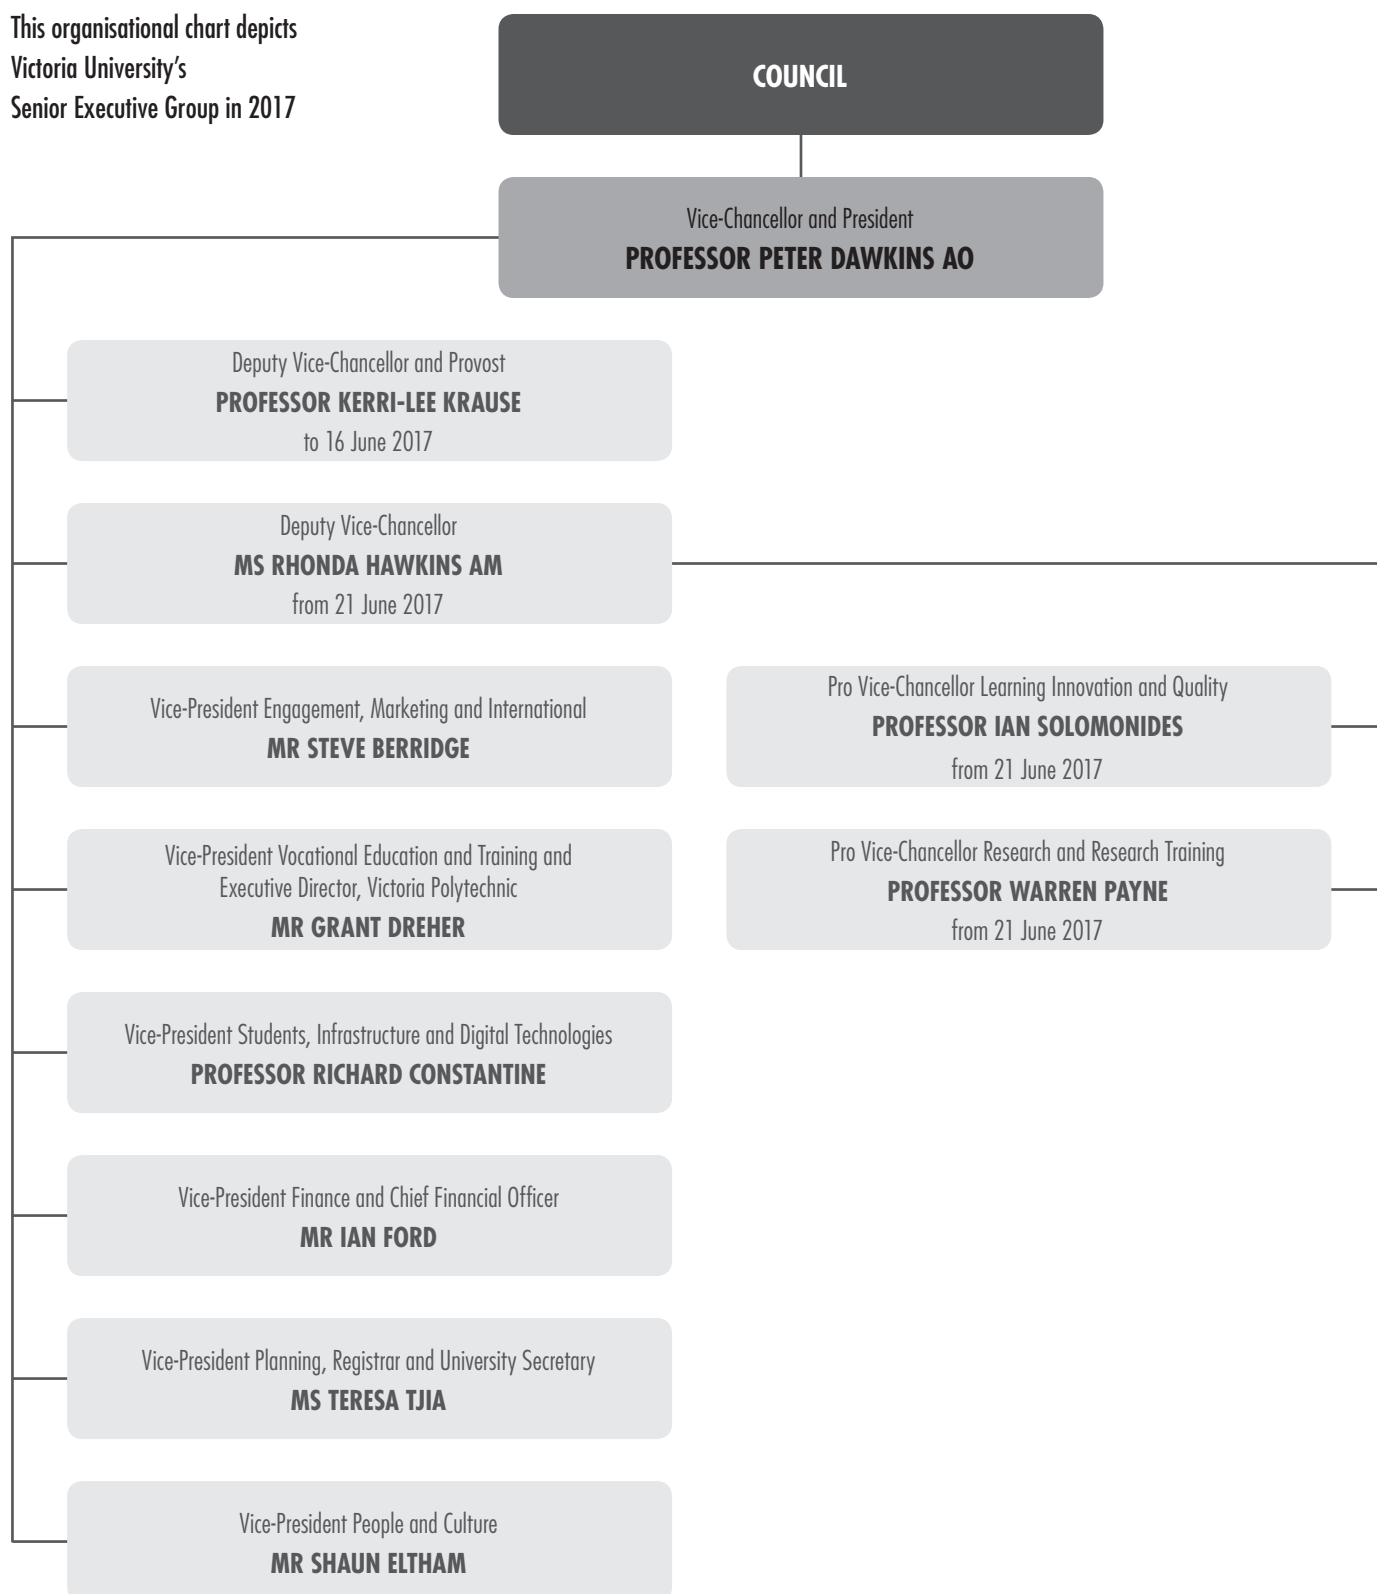 This organisational chart depicts
Victoria University’s
Senior Executive Group in 2017
COUNCIL
Vice-Chancellor and President
PROFESSOR PETER DAWKINS AO
Deputy Vice-Chancellor and Provost
PROFESSOR KERRI-LEE KRAUSE
to 16 June 2017
Deputy Vice-Chancellor
MS RHONDA HAWKINS AM
from 21 June 2017
Vice-President Engagement, Marketing and International
MR STEVE BERRIDGE
Pro Vice-Chancellor Learning Innovation and Quality
PROFESSOR IAN SOLOMONIDES
from 21 June 2017
Vice-President Vocational Education and Training and
Executive Director, Victoria Polytechnic
MR GRANT DREHER
Pro Vice-Chancellor Research and Research Training
PROFESSOR WARREN PAYNE
from 21 June 2017
Vice-President Students, Infrastructure and Digital Technologies
PROFESSOR RICHARD CONSTANTINE
Vice-President Finance and Chief Financial Officer
MR IAN FORD
Vice-President Planning, Registrar and University Secretary
MS TERESA TJIA
Vice-President People and Culture
MR SHAUN ELTHAM